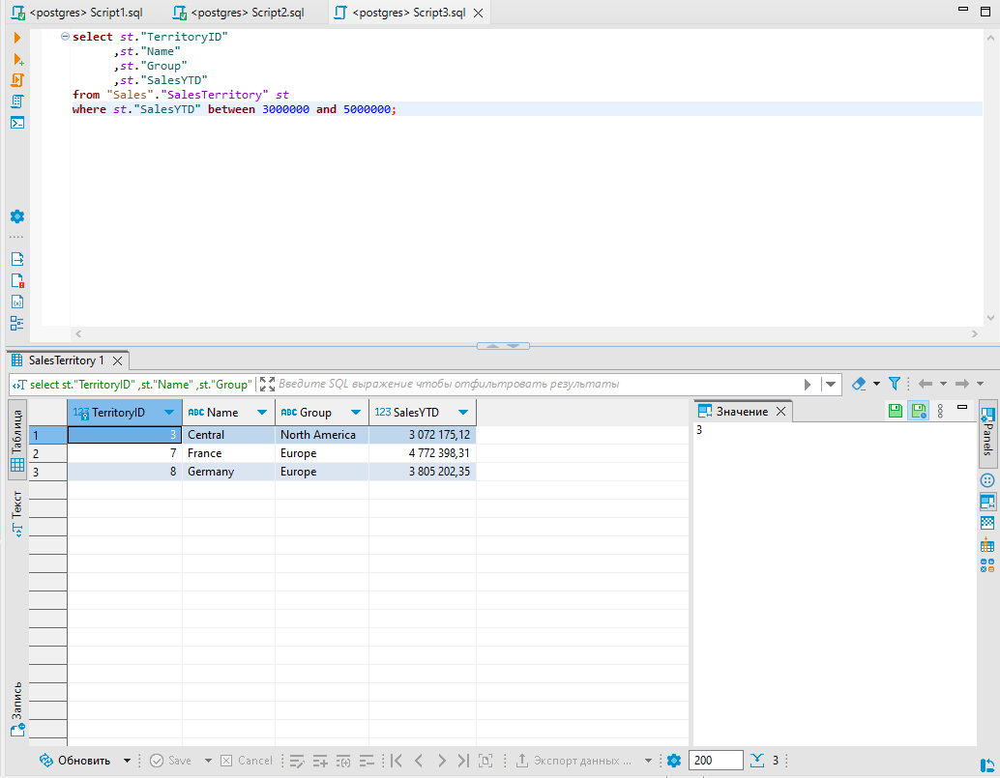 <postgres> Script1.sql <postgres> Script2.sql <postgres> Script3.sql
select st."TerritoryID"
,st."Name"
,st."Group"
,st."SalesYTD"
from "Sales"."SalesTerritory" st
where st."SalesYTD" between 3000000 and 5000000;
SalesTerritory 1
select st."TerritoryID" ,st."Name" ,st."Group" Введите SQL выражение чтобы отфильтровать результаты
Таблица
Текст
Запись
123 TerritoryID ABC Name ABC Group 123 SalesYTD
1 3 Central North America 3 072 175,12
2 7 France Europe 4 772 398,31
3 8 Germany Europe 3 805 202,35
Значение
3
Panels
Обновить Save Cancel Экспорт данных ... 200 3